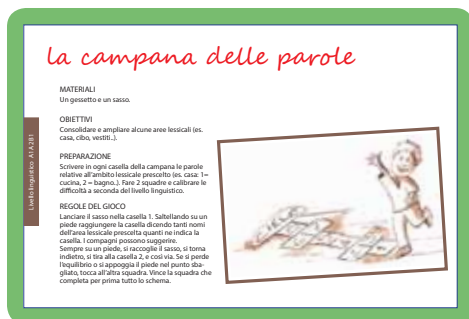 la campana delle parole
MATERIALI
Un gessetto e un sasso.
OBIETTIVI
Consolidare e ampliare alcune aree lessicali (es.
casa, cibo, vestiti..).
PREPARAZIONE
Scrivere in ogni casella della campana le parole
relative all'ambito lessicale prescelto (es. casa: 1=
cucina, 2 = bagno..). Fare 2 squadre e calibrare le
difficoltà a seconda del livello linguistico.
REGOLE DEL GIOCO
Lanciare il sasso nella casella 1. Saltellando su un
piede raggiungere la casella dicendo tanti nomi
dell'area lessicale prescelta quanti ne indica la
casella. I compagni possono suggerire.
Sempre su un piede, si raccoglie il sasso, si torna
indietro, si tira alla casella 2, e così via. Se si perde
l'equilibrio o si appoggia il piede nel punto sba-
gliato, tocca all'altra squadra. Vince la squadra che
completa per prima tutto lo schema.
Livello linguistico A1 A2 B1